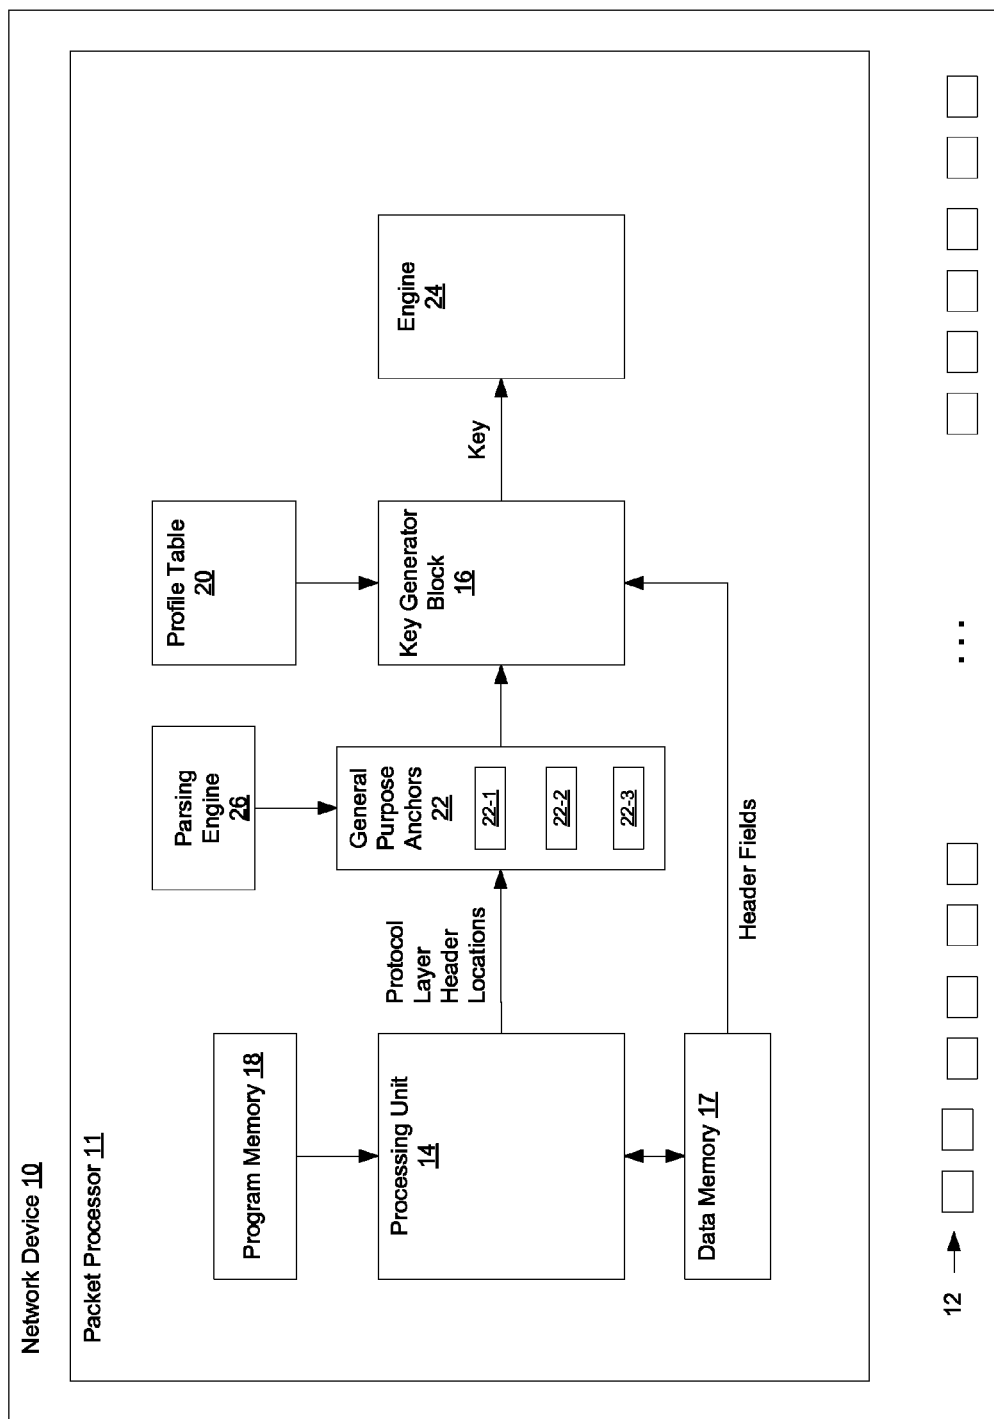 Network Device 10
Packet Processor 11
Program Memory 18
Parsing
Engine
26
Profile Table
20
Processing Unit
14
Protocol
Layer
Header
Locations
General
Purpose
Anchors
22
22-1
22-2
22-3
Key Generator
Block
16
Key
Engine
24
Data Memory 17
Header Fields
12
. . .